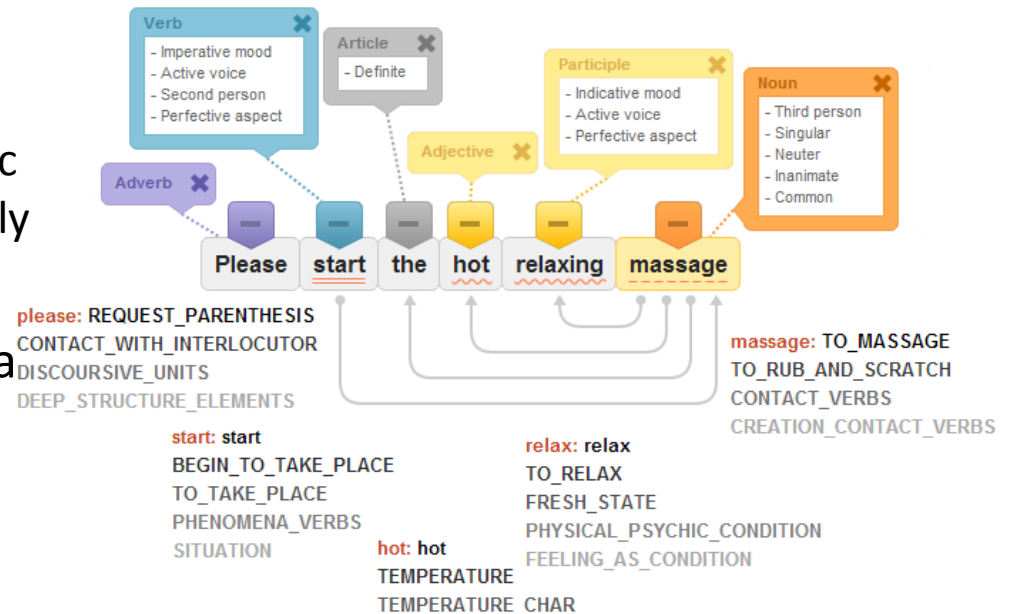 Verb
- Imperative mood
- Active voice
- Second person
- Perfective aspect
Article
- Definite
Participle
- Indicative mood
- Active voice
- Perfective aspect
Noun
- Third person
- Singular
- Neuter
- Inanimate
- Common
Adjective
Adverb
c
ly
a
Please start the hot relaxing massage
please: REQUEST_PARENTHESIS
CONTACT_WITH_INTERLOCUTOR
DISCOURSIVE_UNITS
DEEP_STRUCTURE_ELEMENTS
massage: TO_MASSAGE
TO_RUB_AND_SCRATCH
CONTACT_VERBS
CREATION_CONTACT_VERBS
start: start
BEGIN_TO_TAKE_PLACE
TO_TAKE_PLACE
PHENOMENA_VERBS
SITUATION
relax: relax
TO_RELAX
FRESH_STATE
PHYSICAL_PSYCHIC_CONDITION
FEELING_AS_CONDITION
hot: hot
TEMPERATURE
TEMPERATURE_CHAR